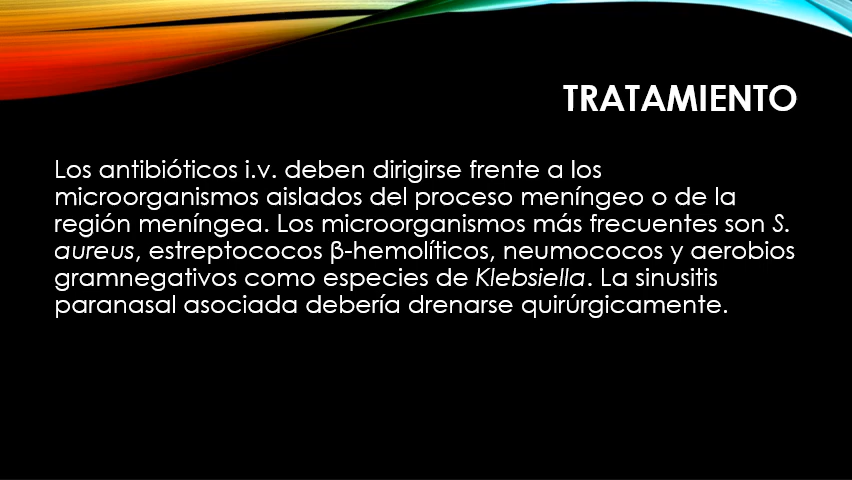 TRATAMIENTO
Los antibióticos i.v. deben dirigirse frente a los
microorganismos aislados del proceso meníngeo o de la
región meníngea. Los microorganismos más frecuentes son S.
aureus, estreptococos β-hemolíticos, neumococos y aerobios
gramnegativos como especies de Klebsiella. La sinusitis
paranasal asociada debería drenarse quirúrgicamente.